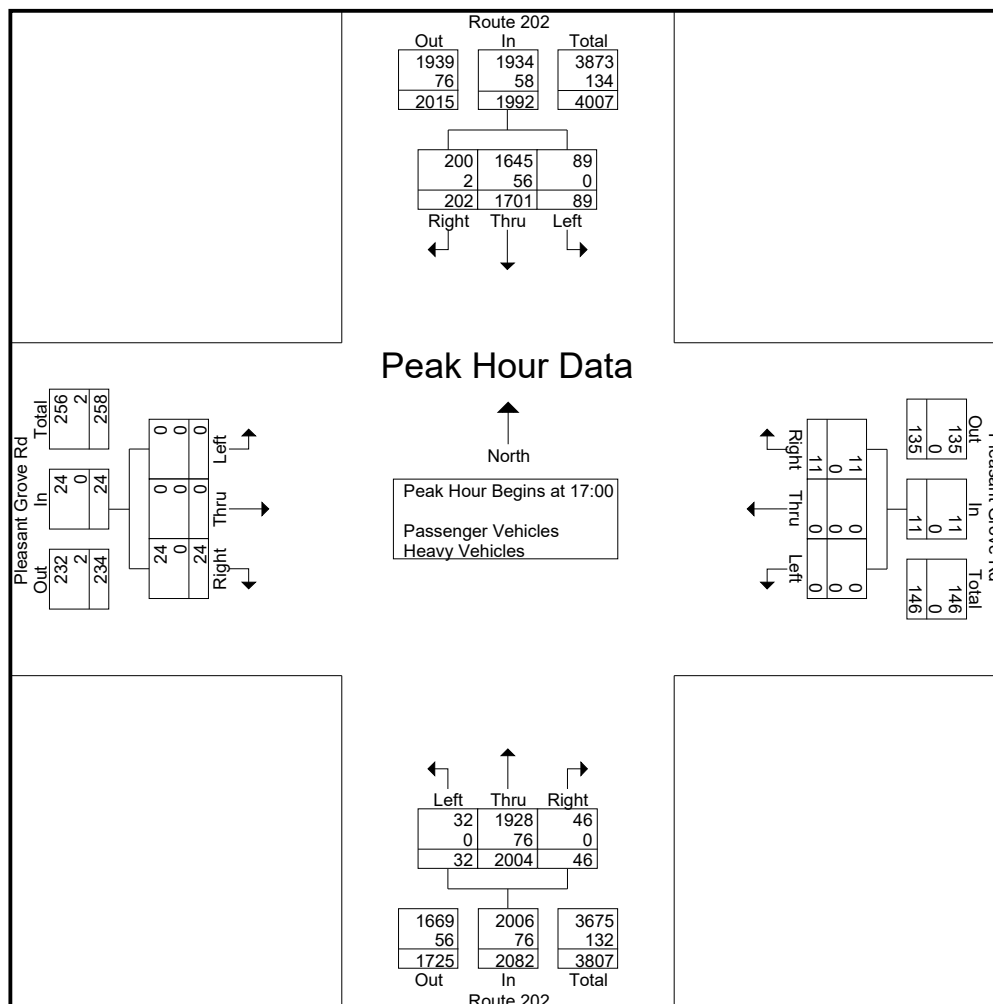 Route 202
Out In Total
1939 1934 3873
76 58 134
2015 1992 4007
200 1645 89
2 56 0
202 1701 89
Right Thru Left
Peak Hour Data
North
Peak Hour Begins at 17:00
Passenger Vehicles
Heavy Vehicles
Pleasant Grove Rd
Out In Total
232 24 256
2 0 2
234 24 258
Right Thru Left
24 0 0
0 0 0
24 0 0
Pleasant Grove Rd
Out In Total
135 11 146
0 0 0
135 11 146
11 0 0
0 0 0
11 0 0
Right Thru Left
Left Thru Right
32 1928 46
0 76 0
32 2004 46
1669 2006 3675
56 76 132
1725 2082 3807
Out In Total
Route 202